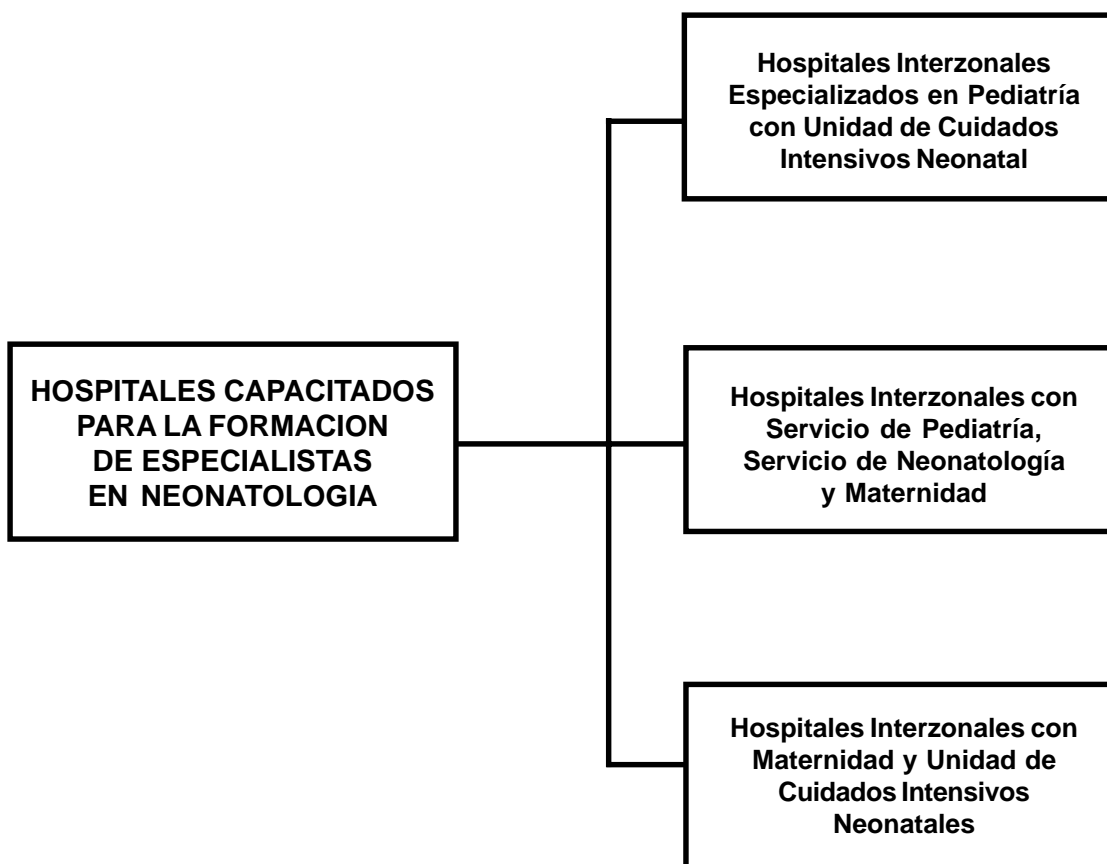 Hospitales Interzonales
Especializados en Pediatría
con Unidad de Cuidados
Intensivos Neonatal
HOSPITALES CAPACITADOS
PARA LA FORMACION
DE ESPECIALISTAS
EN NEONATOLOGIA
Hospitales Interzonales con
Servicio de Pediatría,
Servicio de Neonatología
y Maternidad
Hospitales Interzonales con
Maternidad y Unidad de
Cuidados Intensivos
Neonatales